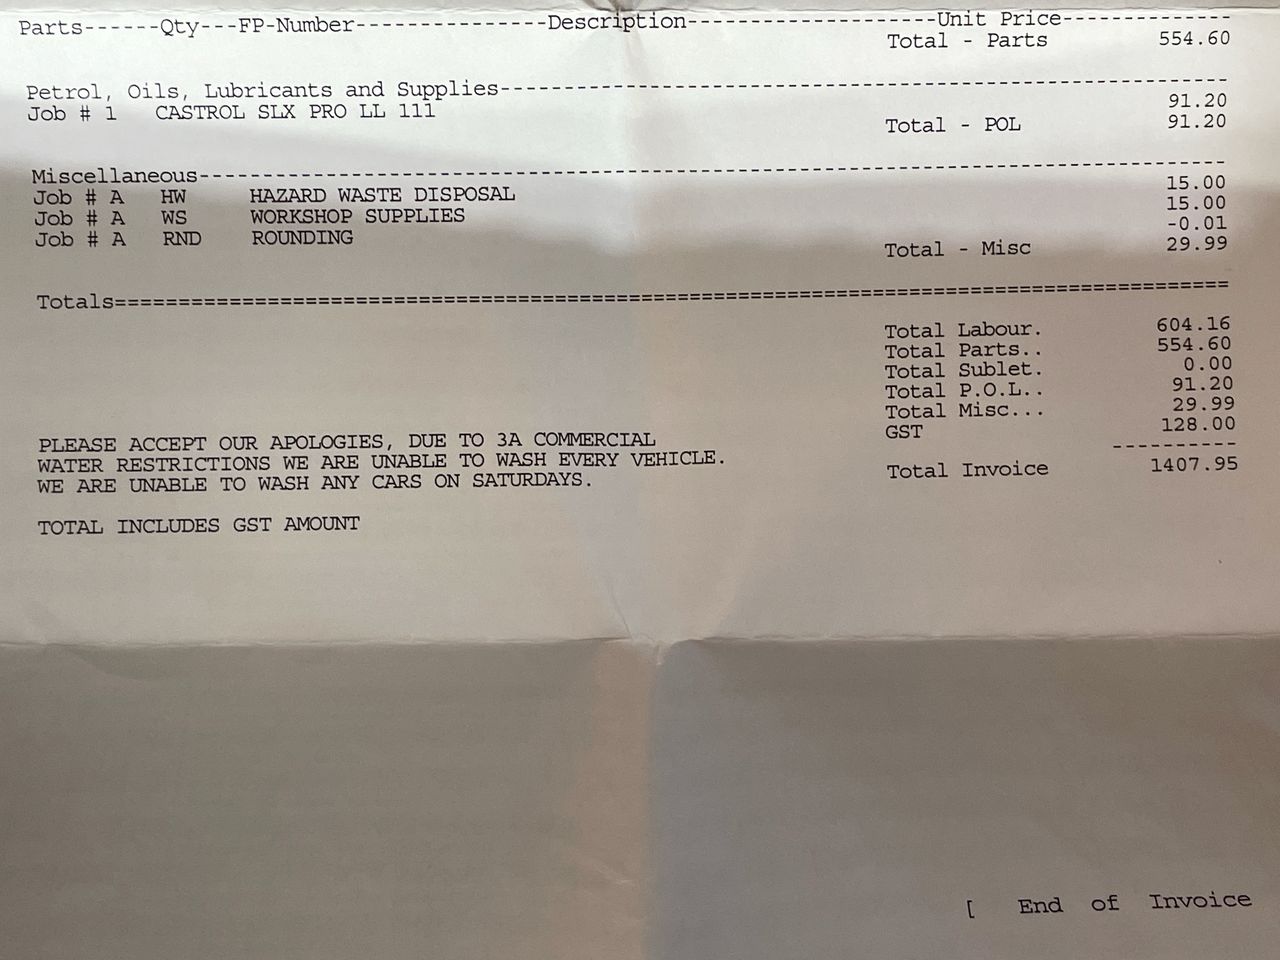 Parts------Qty---FP-Number---------------Description-------------------Unit Price-------------
Total - Parts 554.60
Petrol, Oils, Lubricants and Supplies---------------------------------------------------------
Job # 1 CASTROL SLX PRO LL 111 91.20
Total - POL 91.20
Miscellaneous---------------------------------------------------------------------------------
Job # A HW HAZARD WASTE DISPOSAL 15.00
Job # A WS WORKSHOP SUPPLIES 15.00
Job # A RND ROUNDING -0.01
Total - Misc 29.99
Totals========================================================================================
Total Labour. 604.16
Total Parts.. 554.60
Total Sublet. 0.00
Total P.O.L.. 91.20
Total Misc... 29.99
GST 128.00
----------
Total Invoice 1407.95
PLEASE ACCEPT OUR APOLOGIES, DUE TO 3A COMMERCIAL
WATER RESTRICTIONS WE ARE UNABLE TO WASH EVERY VEHICLE.
WE ARE UNABLE TO WASH ANY CARS ON SATURDAYS.
TOTAL INCLUDES GST AMOUNT
[ End of Invoice